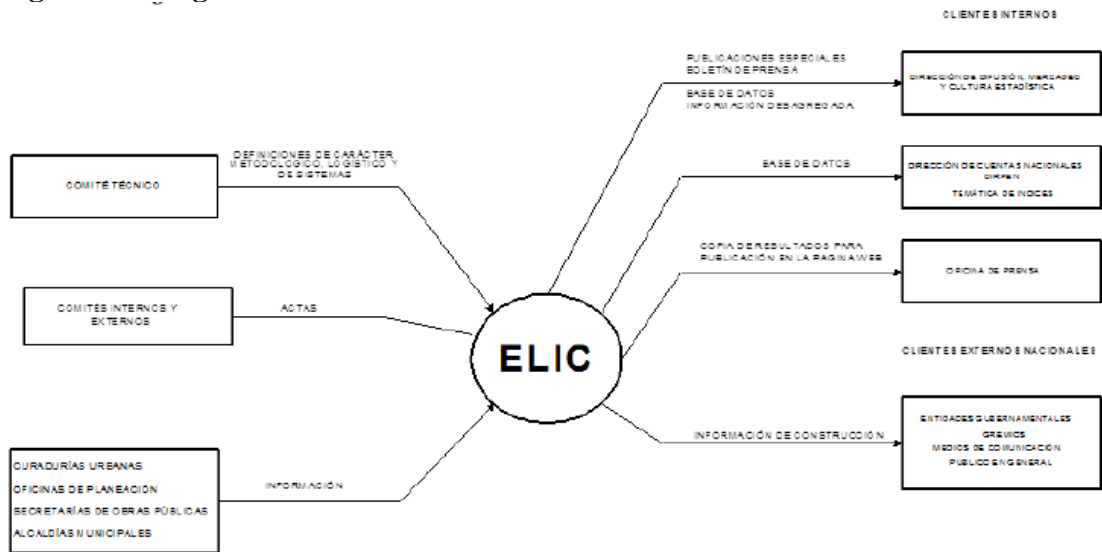 CLIENTES INTERNOS
PUBLICACIONES ESPECIALES
BOLETÍN DE PRENSA
BASE DE DATOS
INFORMACIÓN DESAGREGADA
DIRECCIÓN DE DIFUSIÓN, MERCADEO
Y CULTURA ESTADÍSTICA
DEFINICIONES DE CARÁCTER
METODOLÓGICO, LOGÍSTICO Y
DE SISTEMAS
COMITÉ TÉCNICO
BASE DE DATOS
DIRECCIÓN DE CUENTAS NACIONALES
DIRPEN
TEMÁTICA DE INDICES
COPIA DE RESULTADOS PARA
PUBLICACIÓN EN LA PAGINA WEB
OFICINA DE PRENSA
COMITÉS INTERNOS Y
EXTERNOS
ACTAS
ELIC
CLIENTES EXTERNOS NACIONALES
ENTIDADES GUBERNAMENTALES
GREMIOS
MEDIOS DE COMUNICACIÓN
PUBLICO EN GENERAL
INFORMACIÓN DE CONSTRUCCIÓN
CURADURÍAS URBANAS
OFICINAS DE PLANEACIÓN
SECRETARÍAS DE OBRAS PÚBLICAS
ALCALDÍAS MUNICIPALES
INFORMACIÓN